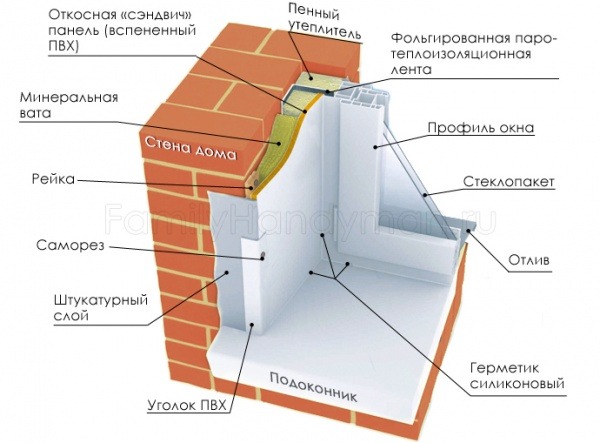 Откосная «сэндвич»
панель (вспененный
ПВХ)
Пенный
утеплитель
Фольгированная паро-
теплоизоляционная
лента
Минеральная
вата
Стена дома
Профиль окна
Рейка
Стеклопакет
FamilyHandyman.ru
Саморез
Отлив
Штукатурный
слой
Герметик
силиконовый
Подоконник
Уголок ПВХ